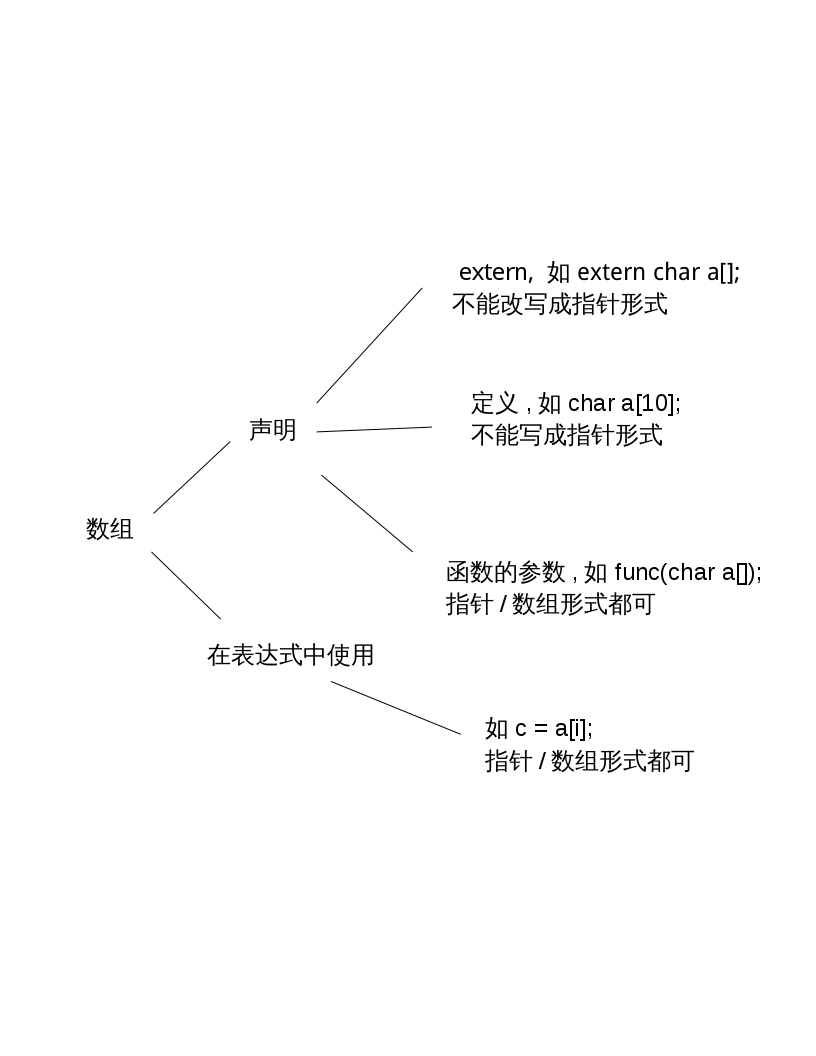 extern,  如 extern char a[];
不能改写成指针形式
定义 , 如 char a[10];
不能写成指针形式
声明
数组
函数的参数 , 如 func(char a[]);
指针 / 数组形式都可
在表达式中使用
如 c = a[i];
指针 / 数组形式都可